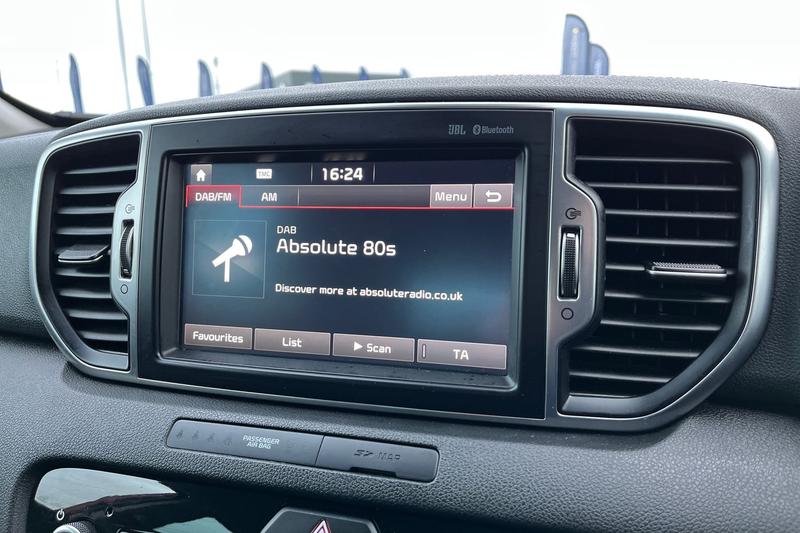 JBL Bluetooth
TMC 16:24
DAB/FM AM Menu
DAB
Absolute 80s
Discover more at absoluteradio.co.uk
Favourites List Scan TA
PASSENGER
AIR BAG
SD MAP